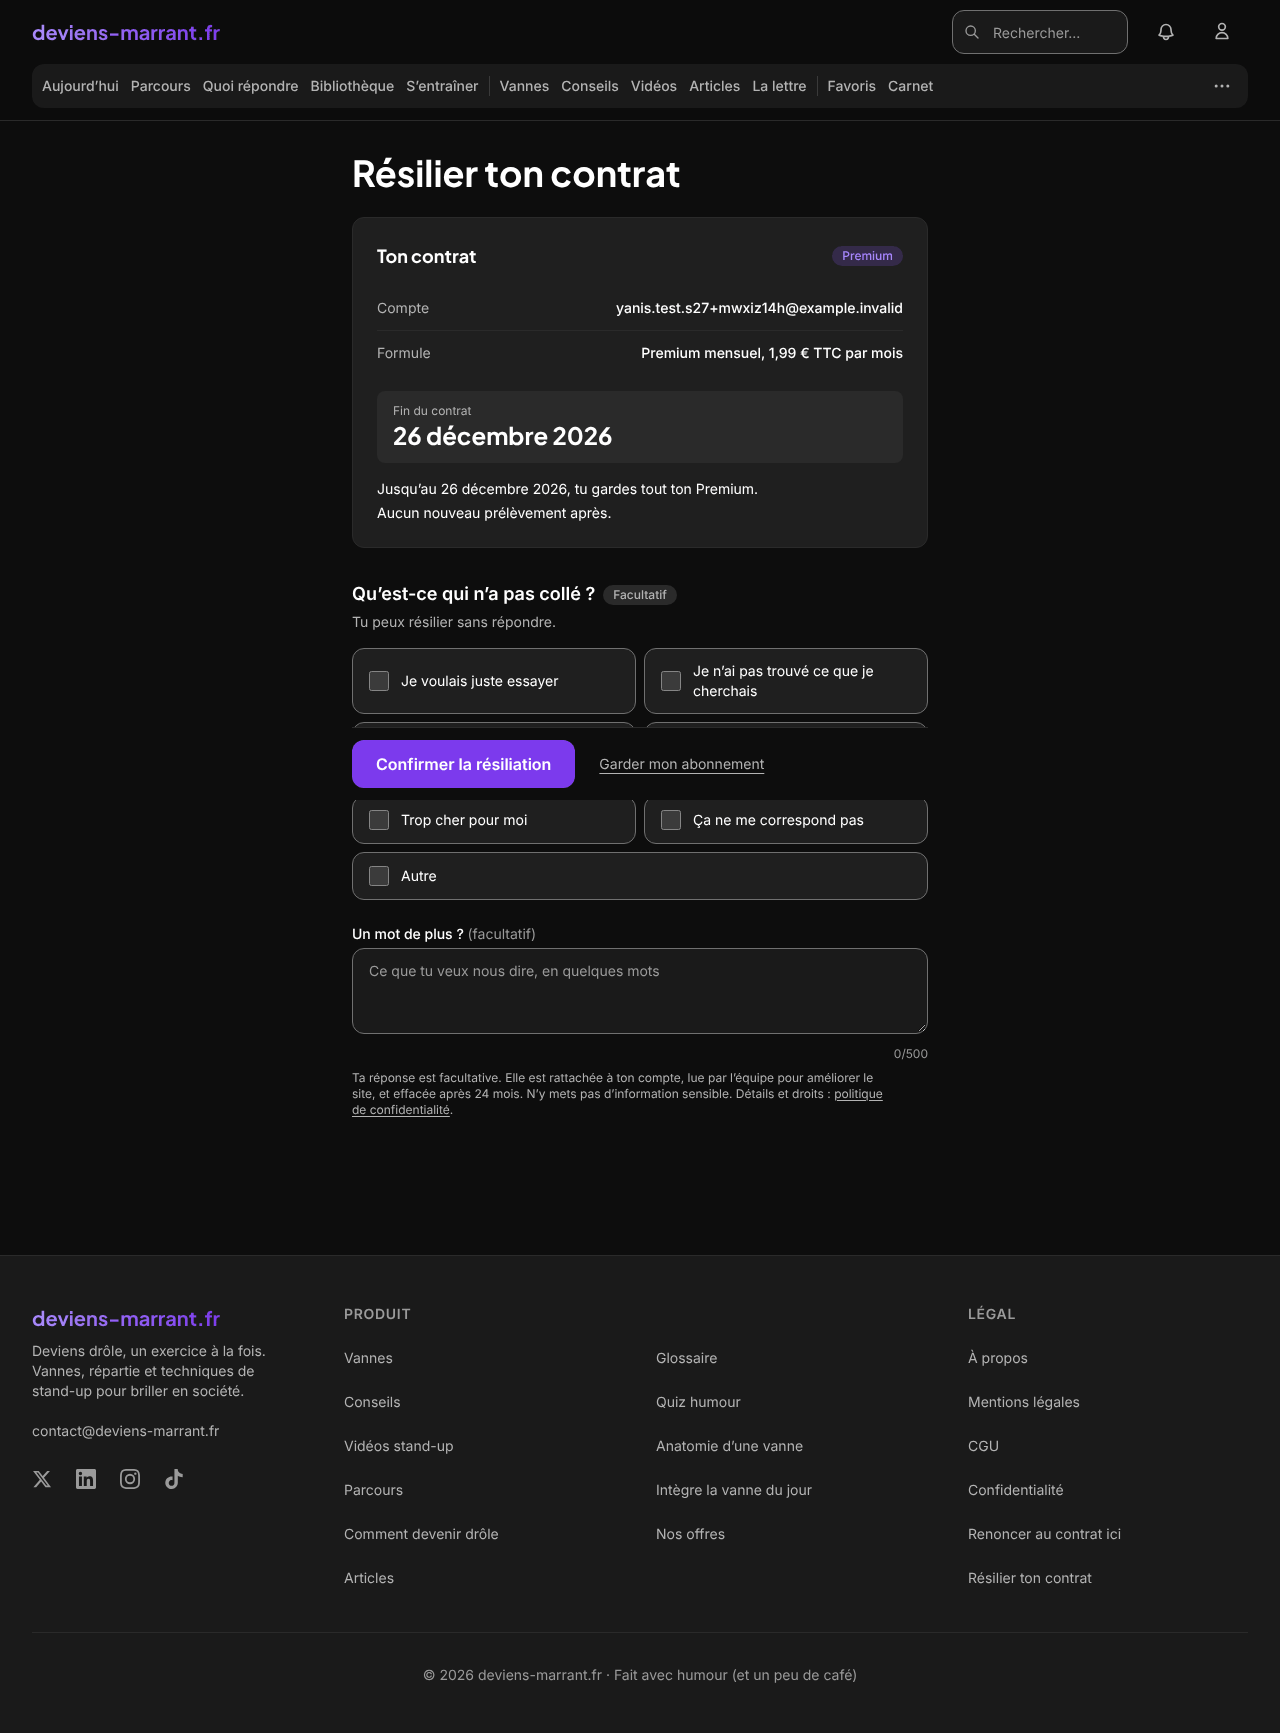 deviens-marrant.fr
Rechercher...
Aujourd’hui Parcours Quoi répondre Bibliothèque S’entraîner Vannes Conseils Vidéos Articles La lettre Favoris Carnet
Résilier ton contrat
Ton contrat
Premium
Compte
yanis.test.s27+mwxiz14h@example.invalid
Formule
Premium mensuel, 1,99 € TTC par mois
Fin du contrat
26 décembre 2026
Jusqu’au 26 décembre 2026, tu gardes tout ton Premium.
Aucun nouveau prélèvement après.
Qu’est-ce qui n’a pas collé ? Facultatif
Tu peux résilier sans répondre.
Je voulais juste essayer
Je n’ai pas trouvé ce que je
cherchais
Confirmer la résiliation
Garder mon abonnement
Trop cher pour moi
Ça ne me correspond pas
Autre
Un mot de plus ? (facultatif)
Ce que tu veux nous dire, en quelques mots
0/500
Ta réponse est facultative. Elle est rattachée à ton compte, lue par l’équipe pour améliorer le
site, et effacée après 24 mois. N’y mets pas d’information sensible. Détails et droits : politique
de confidentialité.
deviens-marrant.fr
Deviens drôle, un exercice à la fois.
Vannes, répartie et techniques de
stand-up pour briller en société.
contact@deviens-marrant.fr
PRODUIT
Vannes
Conseils
Vidéos stand-up
Parcours
Comment devenir drôle
Articles
Glossaire
Quiz humour
Anatomie d’une vanne
Intègre la vanne du jour
Nos offres
LÉGAL
À propos
Mentions légales
CGU
Confidentialité
Renoncer au contrat ici
Résilier ton contrat
© 2026 deviens-marrant.fr · Fait avec humour (et un peu de café)